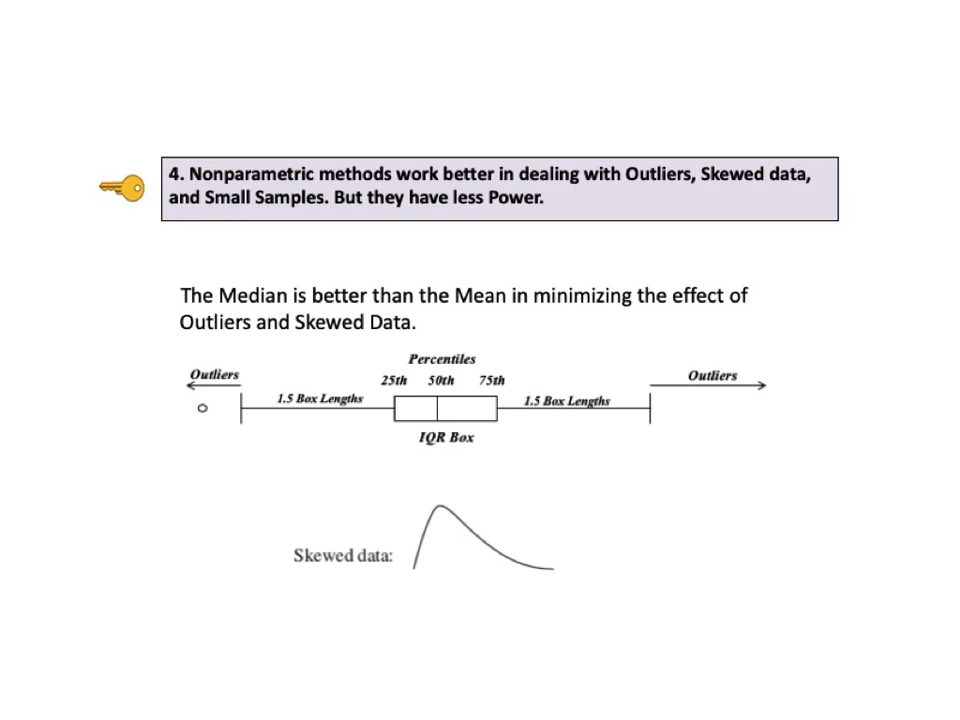 4. Nonparametric methods work better in dealing with Outliers, Skewed data,
and Small Samples. But they have less Power.
The Median is better than the Mean in minimizing the effect of
Outliers and Skewed Data.
Percentiles
Outliers
25th 50th 75th
Outliers
1.5 Box Lengths
1.5 Box Lengths
IQR Box
Skewed data: